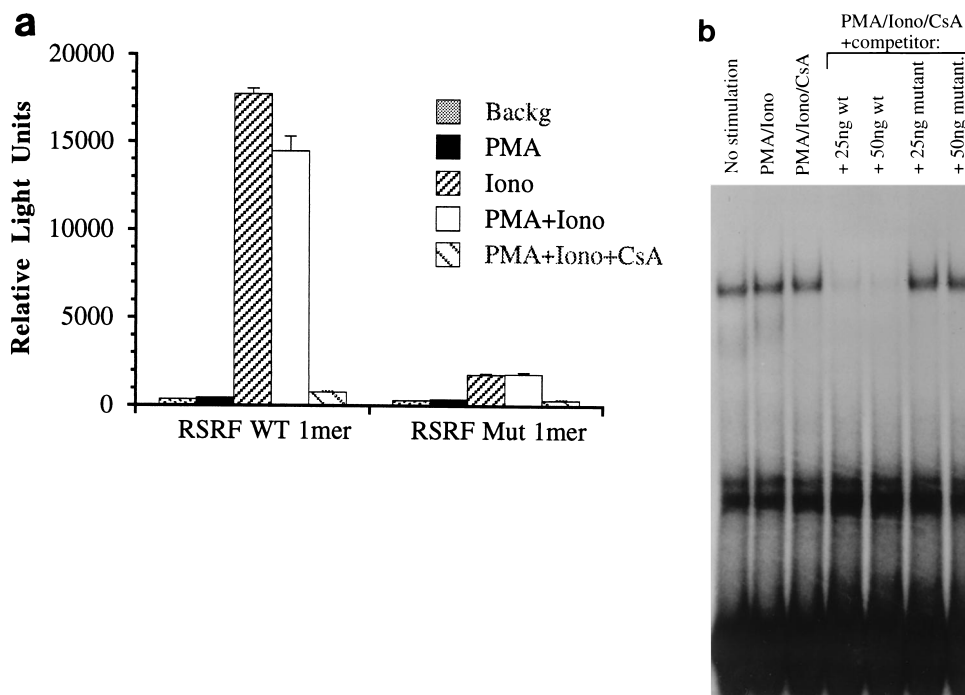 a
20000
15000
10000
5000
0
Relative Light Units
Backg
PMA
Iono
PMA+Iono
PMA+Iono+CsA
RSRF WT 1mer
RSRF Mut 1mer
b
PMA/Iono/CsA
+competitor:
No stimulation
PMA/Iono
PMA/Iono/CsA
+ 25ng wt
+ 50ng wt
+ 25ng mutant
+ 50ng mutant.